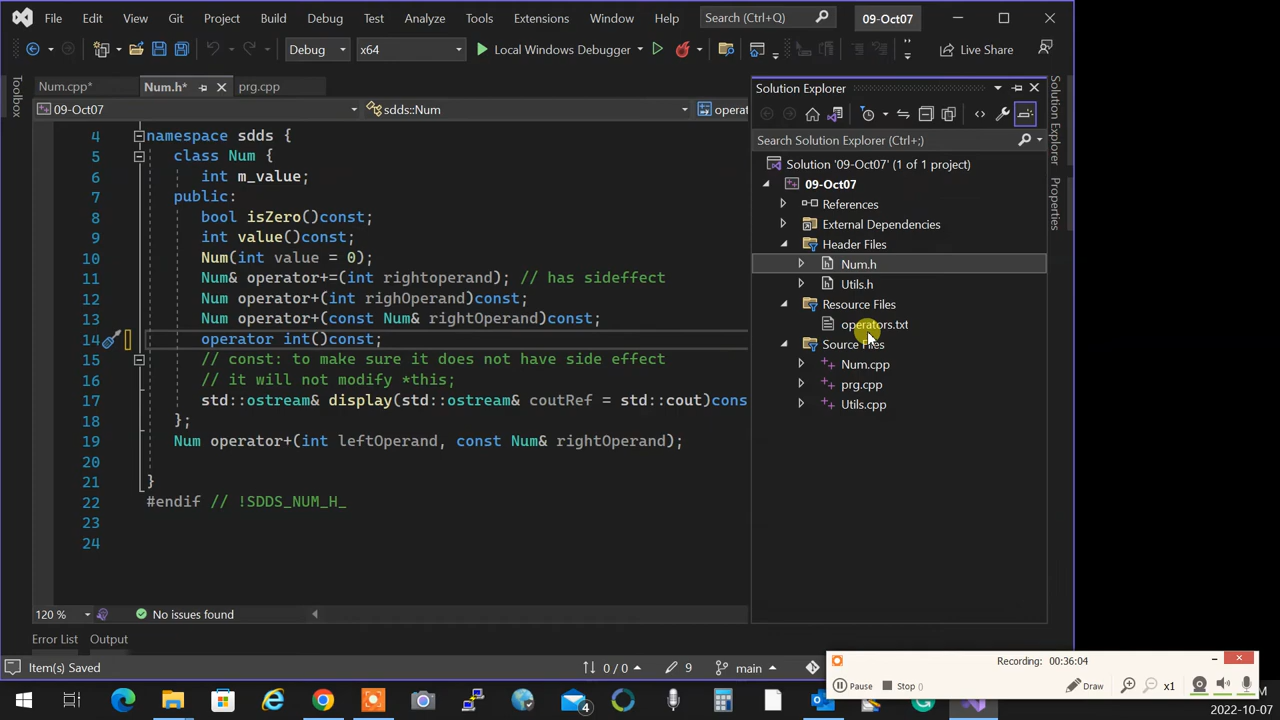 File Edit View Git Project Build Debug Test Analyze Tools Extensions Window Help Search (Ctrl+Q) 09-Oct07
Debug x64 Local Windows Debugger Live Share
Num.cpp* Num.h* prg.cpp
09-Oct07 sdds::Num operat
Toolbox
4 namespace sdds {
5 class Num {
6 int m_value;
7 public:
8 bool isZero()const;
9 int value()const;
10 Num(int value = 0);
11 Num& operator+=(int rightoperand); // has sideffect
12 Num operator+(int righOperand)const;
13 Num operator+(const Num& rightOperand)const;
14 operator int()const;
15 // const: to make sure it does not have side effect
16 // it will not modify *this;
17 std::ostream& display(std::ostream& coutRef = std::cout)cons
18 };
19 Num operator+(int leftOperand, const Num& rightOperand);
20
21 }
22 #endif // !SDDS_NUM_H_
23
24
120 % No issues found
Error List Output
Item(s) Saved 0 / 0 9 main
Solution Explorer
Search Solution Explorer (Ctrl+;)
Solution '09-Oct07' (1 of 1 project)
09-Oct07
References
External Dependencies
Header Files
Num.h
Utils.h
Resource Files
operators.txt
Source Files
Num.cpp
prg.cpp
Utils.cpp
Solution Explorer
Properties
Recording: 00:36:04
Pause Stop Draw x1
4
M
2022-10-07